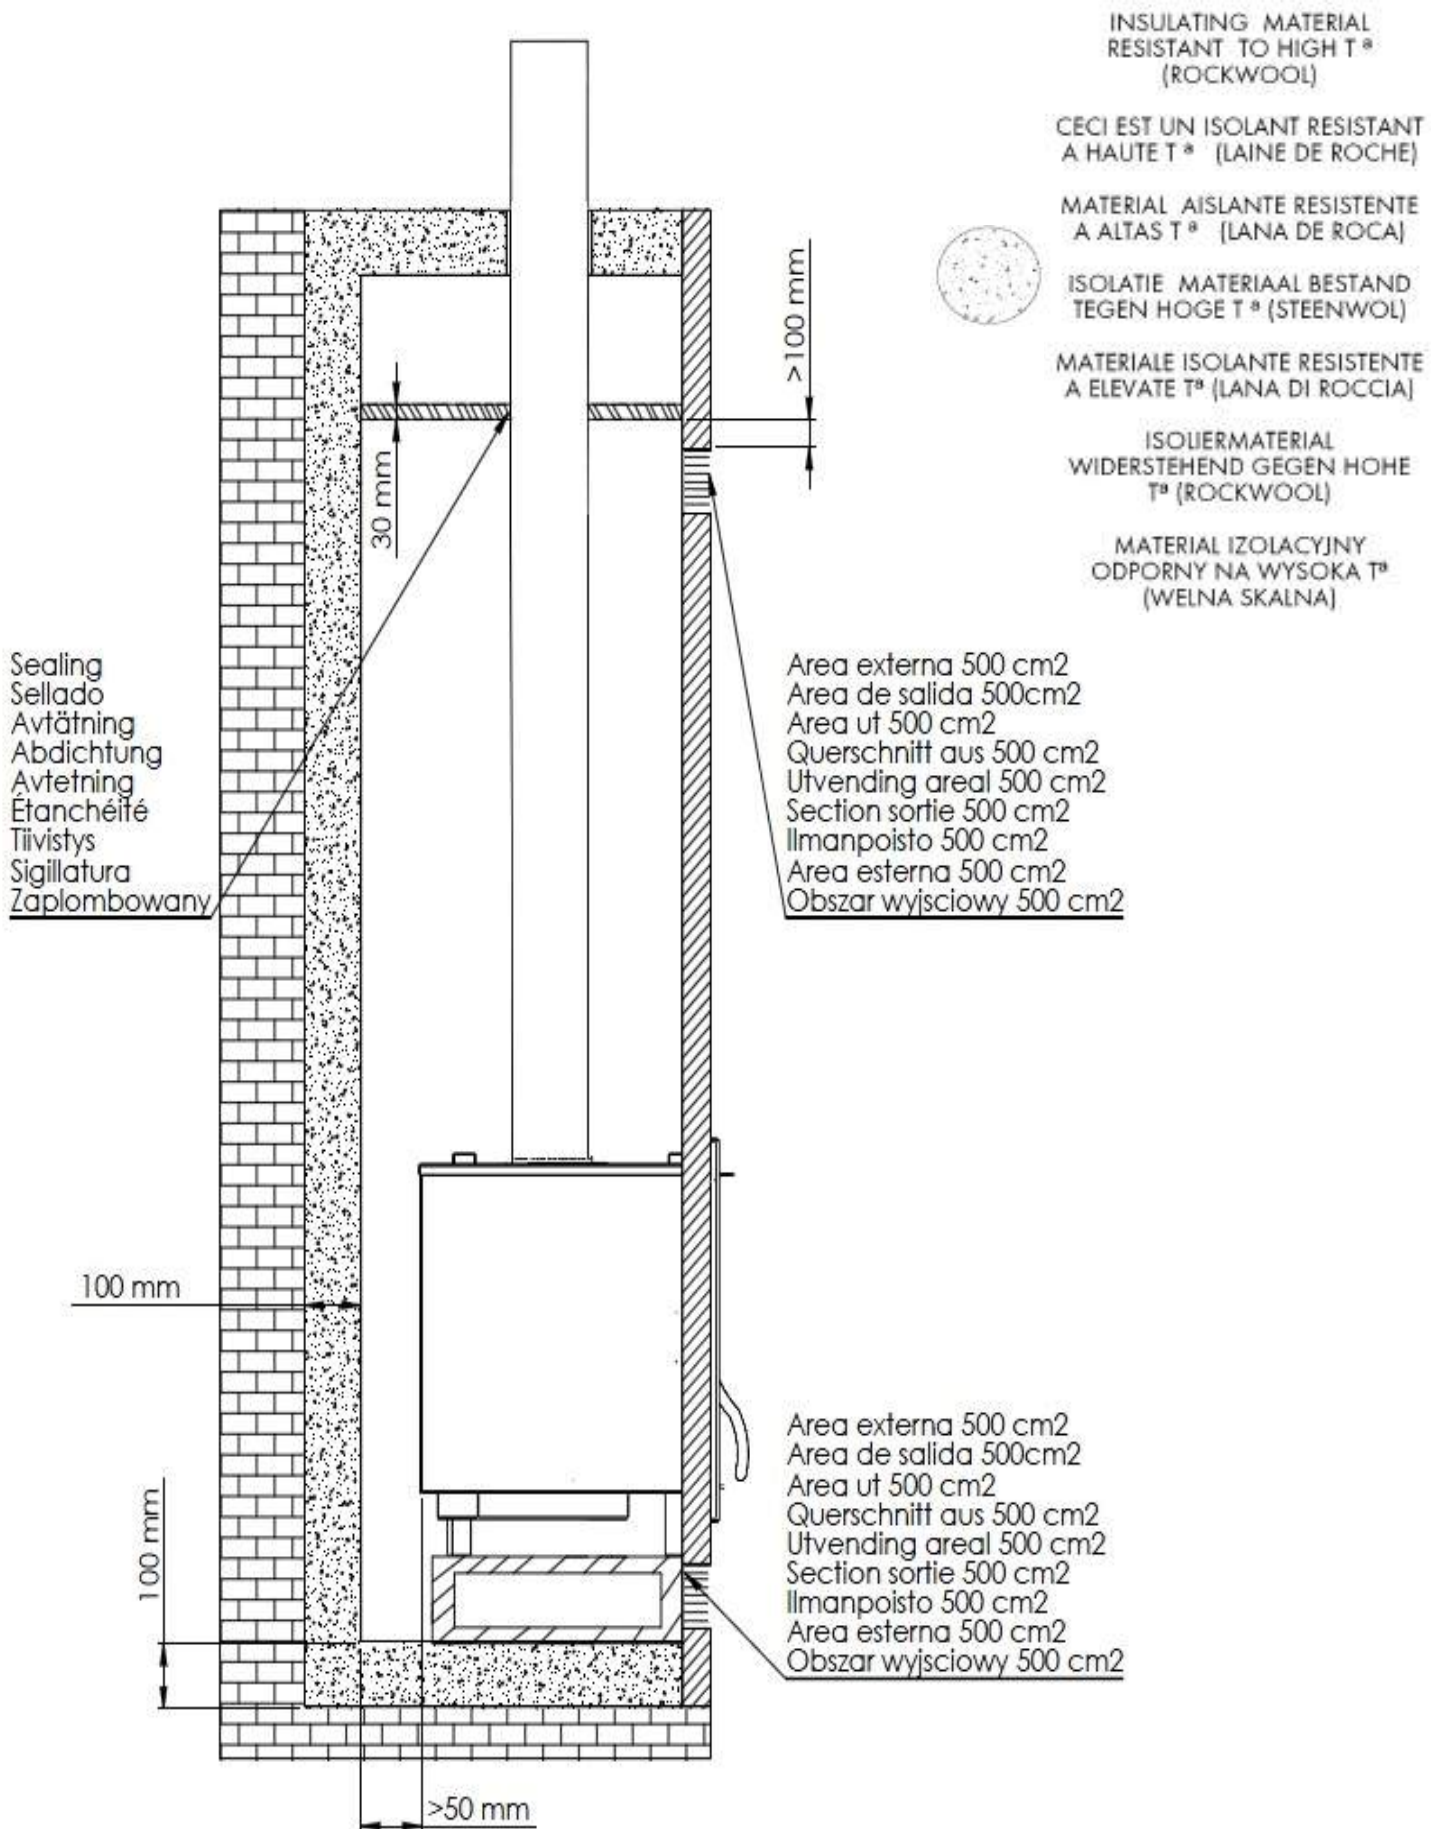 INSULATING MATERIAL
RESISTANT TO HIGH T ª
(ROCKWOOL)
CECI EST UN ISOLANT RESISTANT
A HAUTE T ª (LAINE DE ROCHE)
MATERIAL AISLANTE RESISTENTE
A ALTAS T ª (LANA DE ROCA)
ISOLATIE MATERIAAL BESTAND
TEGEN HOGE T ª (STEENWOL)
MATERIALE ISOLANTE RESISTENTE
A ELEVATE Tª (LANA DI ROCCIA)
ISOLIERMATERIAL
WIDERSTEHEND GEGEN HOHE
Tª (ROCKWOOL)
MATERIAL IZOLACYJNY
ODPORNY NA WYSOKA Tª
(WELNA SKALNA)
>100 mm
30 mm
Sealing
Sellado
Avtätning
Abdichtung
Avtetning
Étanchéité
Tiivistys
Sigillatura
Zaplombowany
Area externa 500 cm2
Area de salida 500cm2
Area ut 500 cm2
Querschnitt aus 500 cm2
Utvending areal 500 cm2
Section sortie 500 cm2
Ilmanpoisto 500 cm2
Area esterna 500 cm2
Obszar wyjsciowy 500 cm2
100 mm
100 mm
Area externa 500 cm2
Area de salida 500cm2
Area ut 500 cm2
Querschnitt aus 500 cm2
Utvending areal 500 cm2
Section sortie 500 cm2
Ilmanpoisto 500 cm2
Area esterna 500 cm2
Obszar wyjsciowy 500 cm2
>50 mm